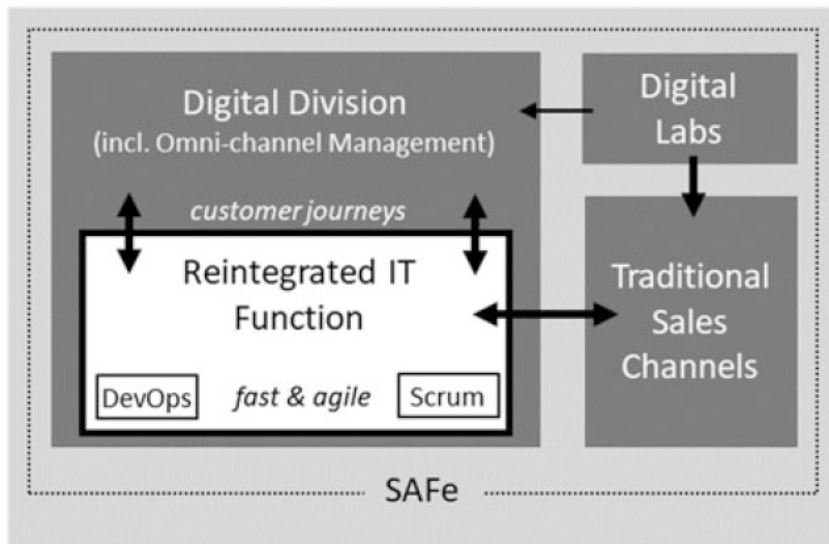 Digital Division
(incl. Omni-channel Management)
customer journeys
Reintegrated IT
Function
DevOps
fast & agile
Scrum
Digital
Labs
Traditional
Sales
Channels
SAFe